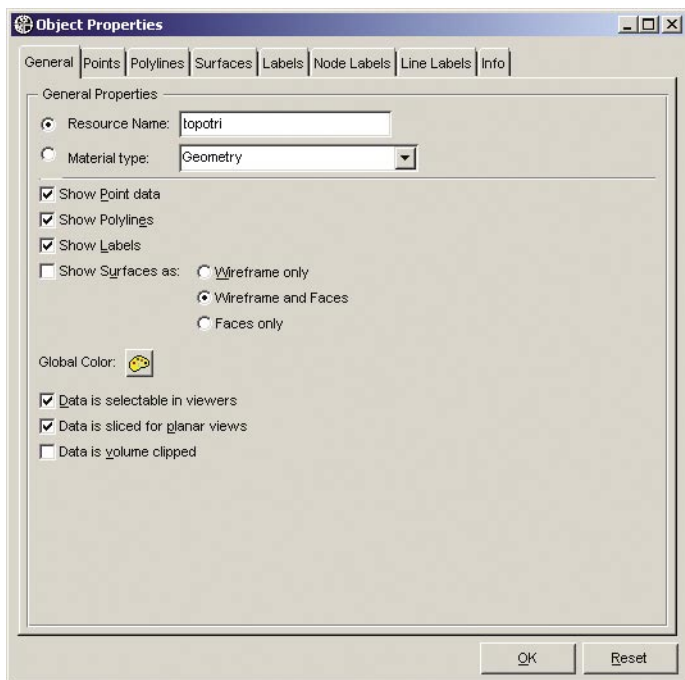 Object Properties
General Points Polylines Surfaces Labels Node Labels Line Labels Info
General Properties
Resource Name: topotri
Material type: Geometry
Show Point data
Show Polylines
Show Labels
Show Surfaces as: Wireframe only
Wireframe and Faces
Faces only
Global Color:
Data is selectable in viewers
Data is sliced for planar views
Data is volume clipped
OK Reset